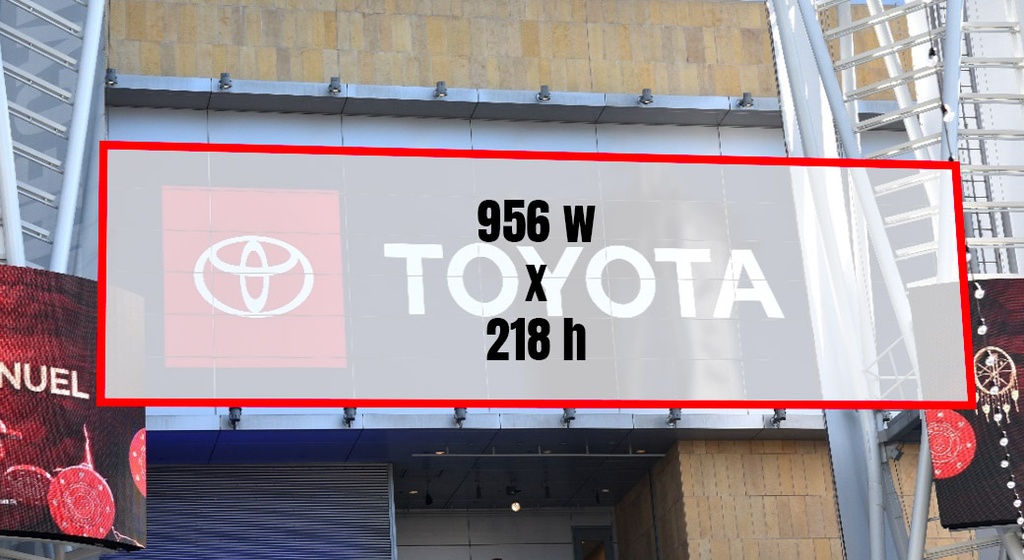 956 w
x
218 h
TOYOTA
NUEL